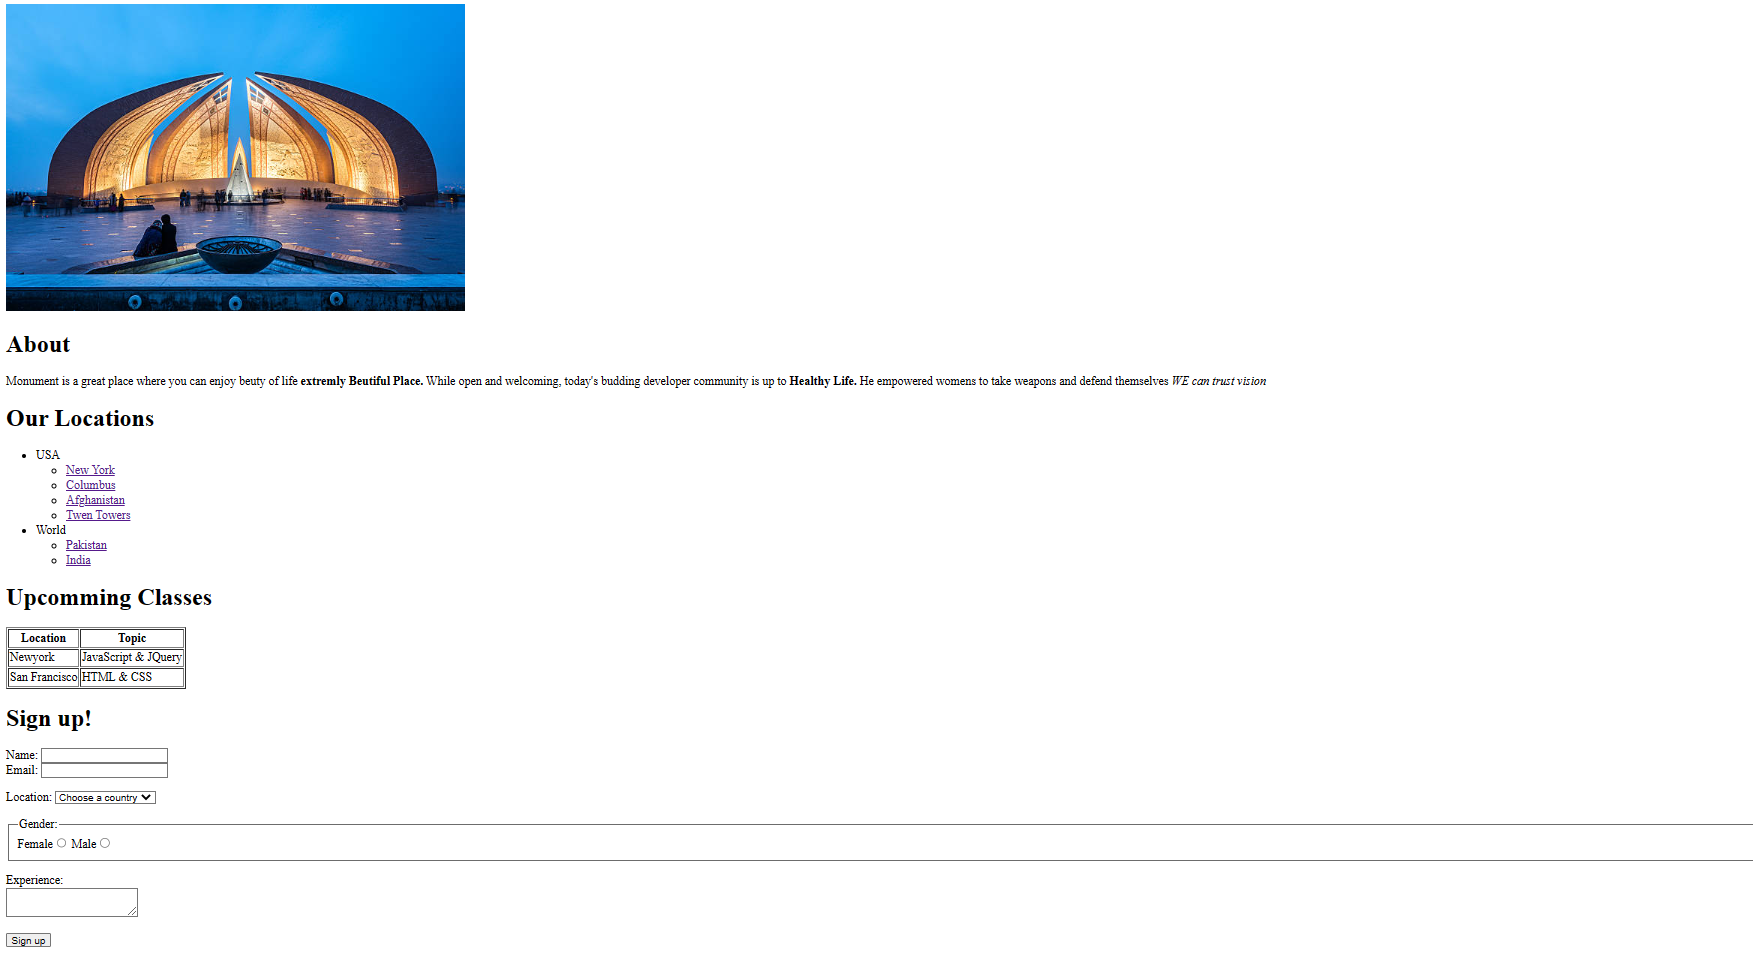 About
Monument is a great place where you can enjoy beuty of life extremly Beutiful Place. While open and welcoming, today's budding developer community is up to Healthy Life. He empowered womens to take weapons and defend themselves WE can trust vision
Our Locations
USA
New York
Columbus
Afghanistan
Twen Towers
World
Pakistan
India
Upcomming Classes
Location Topic
Newyork JavaScript & JQuery
San Francisco HTML & CSS
Sign up!
Name:
Email:
Location: Choose a country
Gender:
Female Male
Experience:
Sign up